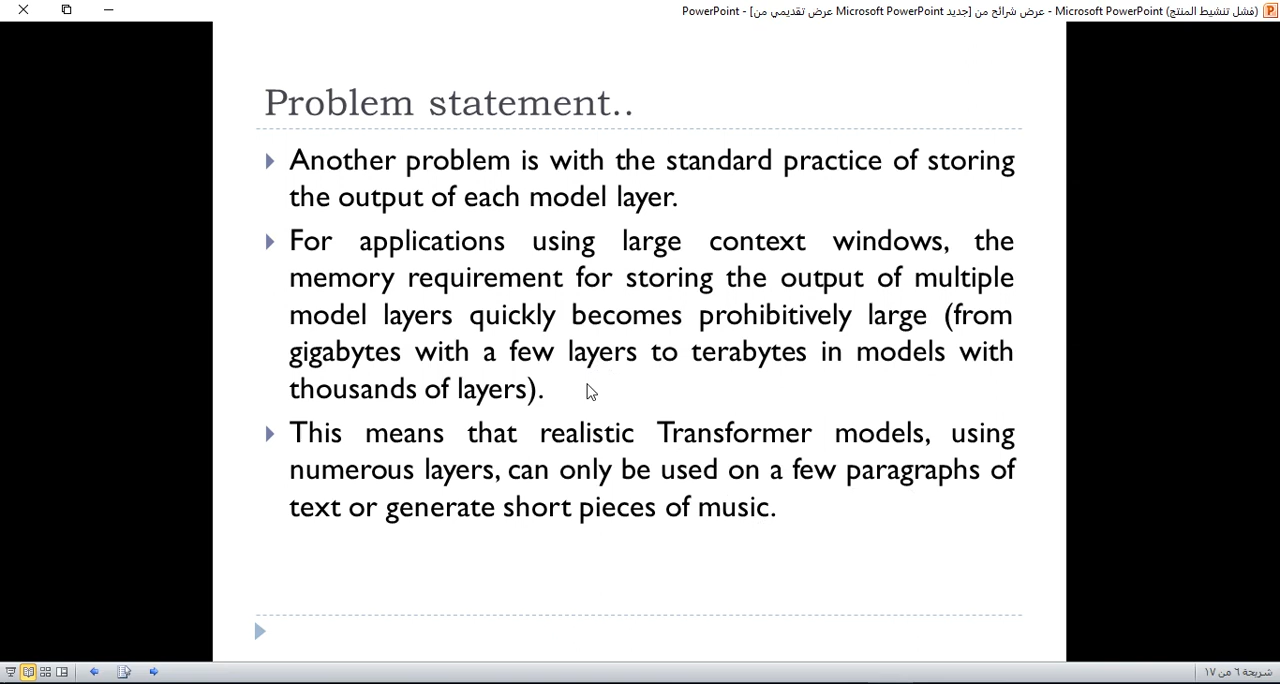 PowerPoint - [عرض شرائح من [جديد Microsoft PowerPoint عرض تقديمي من - Microsoft PowerPoint (فشل تنشيط المنتج)
Problem statement..
Another problem is with the standard practice of storing
the output of each model layer.
For applications using large context windows, the
memory requirement for storing the output of multiple
model layers quickly becomes prohibitively large (from
gigabytes with a few layers to terabytes in models with
thousands of layers).
This means that realistic Transformer models, using
numerous layers, can only be used on a few paragraphs of
text or generate short pieces of music.
شريحة ٦ من ١٧